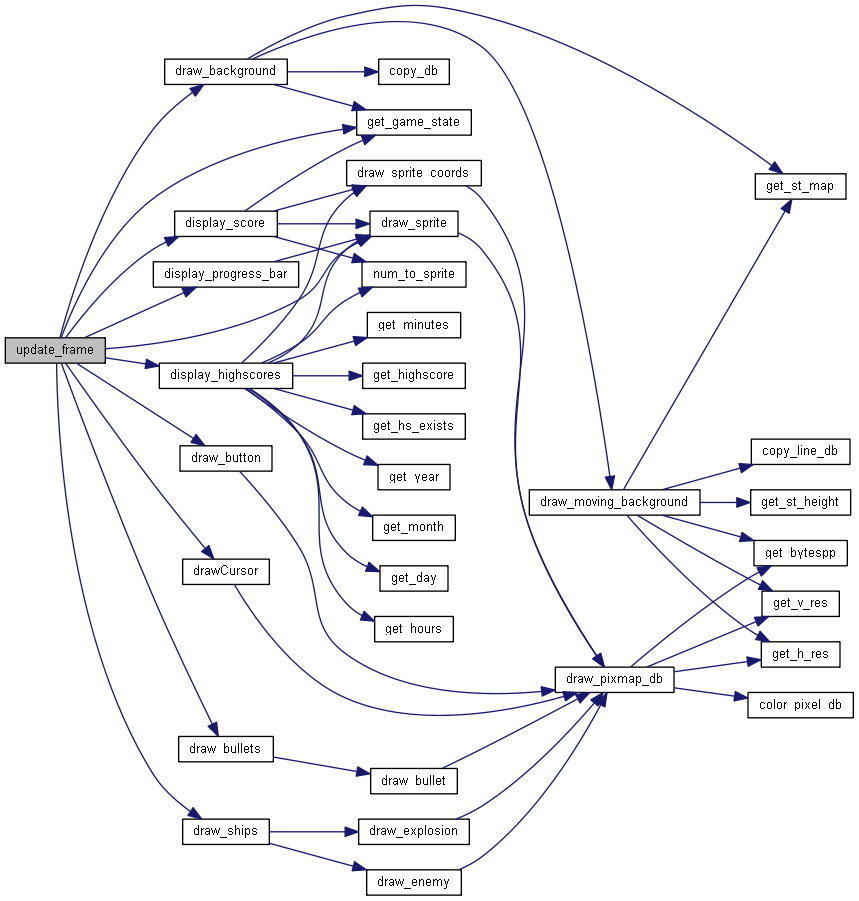 draw_background
copy_db
get_game_state
draw_sprite_coords
get_st_map
display_score
draw_sprite
display_progress_bar
num_to_sprite
get_minutes
update_frame
display_highscores
get_highscore
get_hs_exists
draw_button
get_year
copy_line_db
draw_moving_background
get_st_height
get_month
get_bytespp
drawCursor
get_day
get_v_res
get_hours
get_h_res
draw_pixmap_db
color_pixel_db
draw_bullets
draw_bullet
draw_ships
draw_explosion
draw_enemy